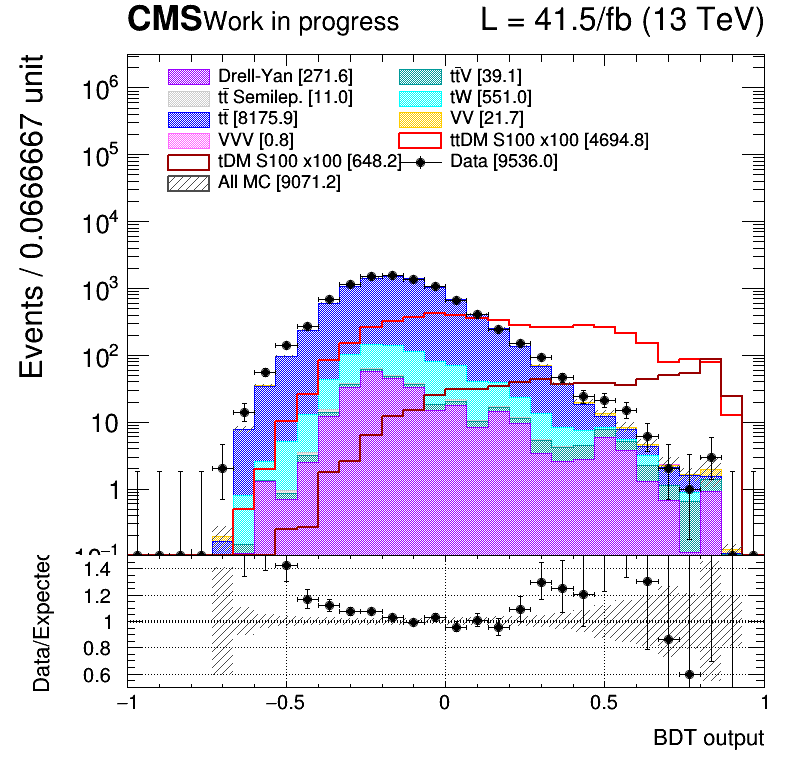 CMS Work in progress L = 41.5/fb (13 TeV)
Events / 0.0666667 unit
Drell-Yan [271.6] tt̄V [39.1]
tt̄ Semilep. [11.0] tW [551.0]
tt̄ [8175.9] VV [21.7]
VVV [0.8] ttDM S100 x100 [4694.8]
tDM S100 x100 [648.2] Data [9536.0]
All MC [9071.2]
10⁶
10⁵
10⁴
10³
10²
10
1
10⁻¹
Data/Expected
1.4
1.2
1
0.8
0.6
−1 −0.5 0 0.5 1
BDT output